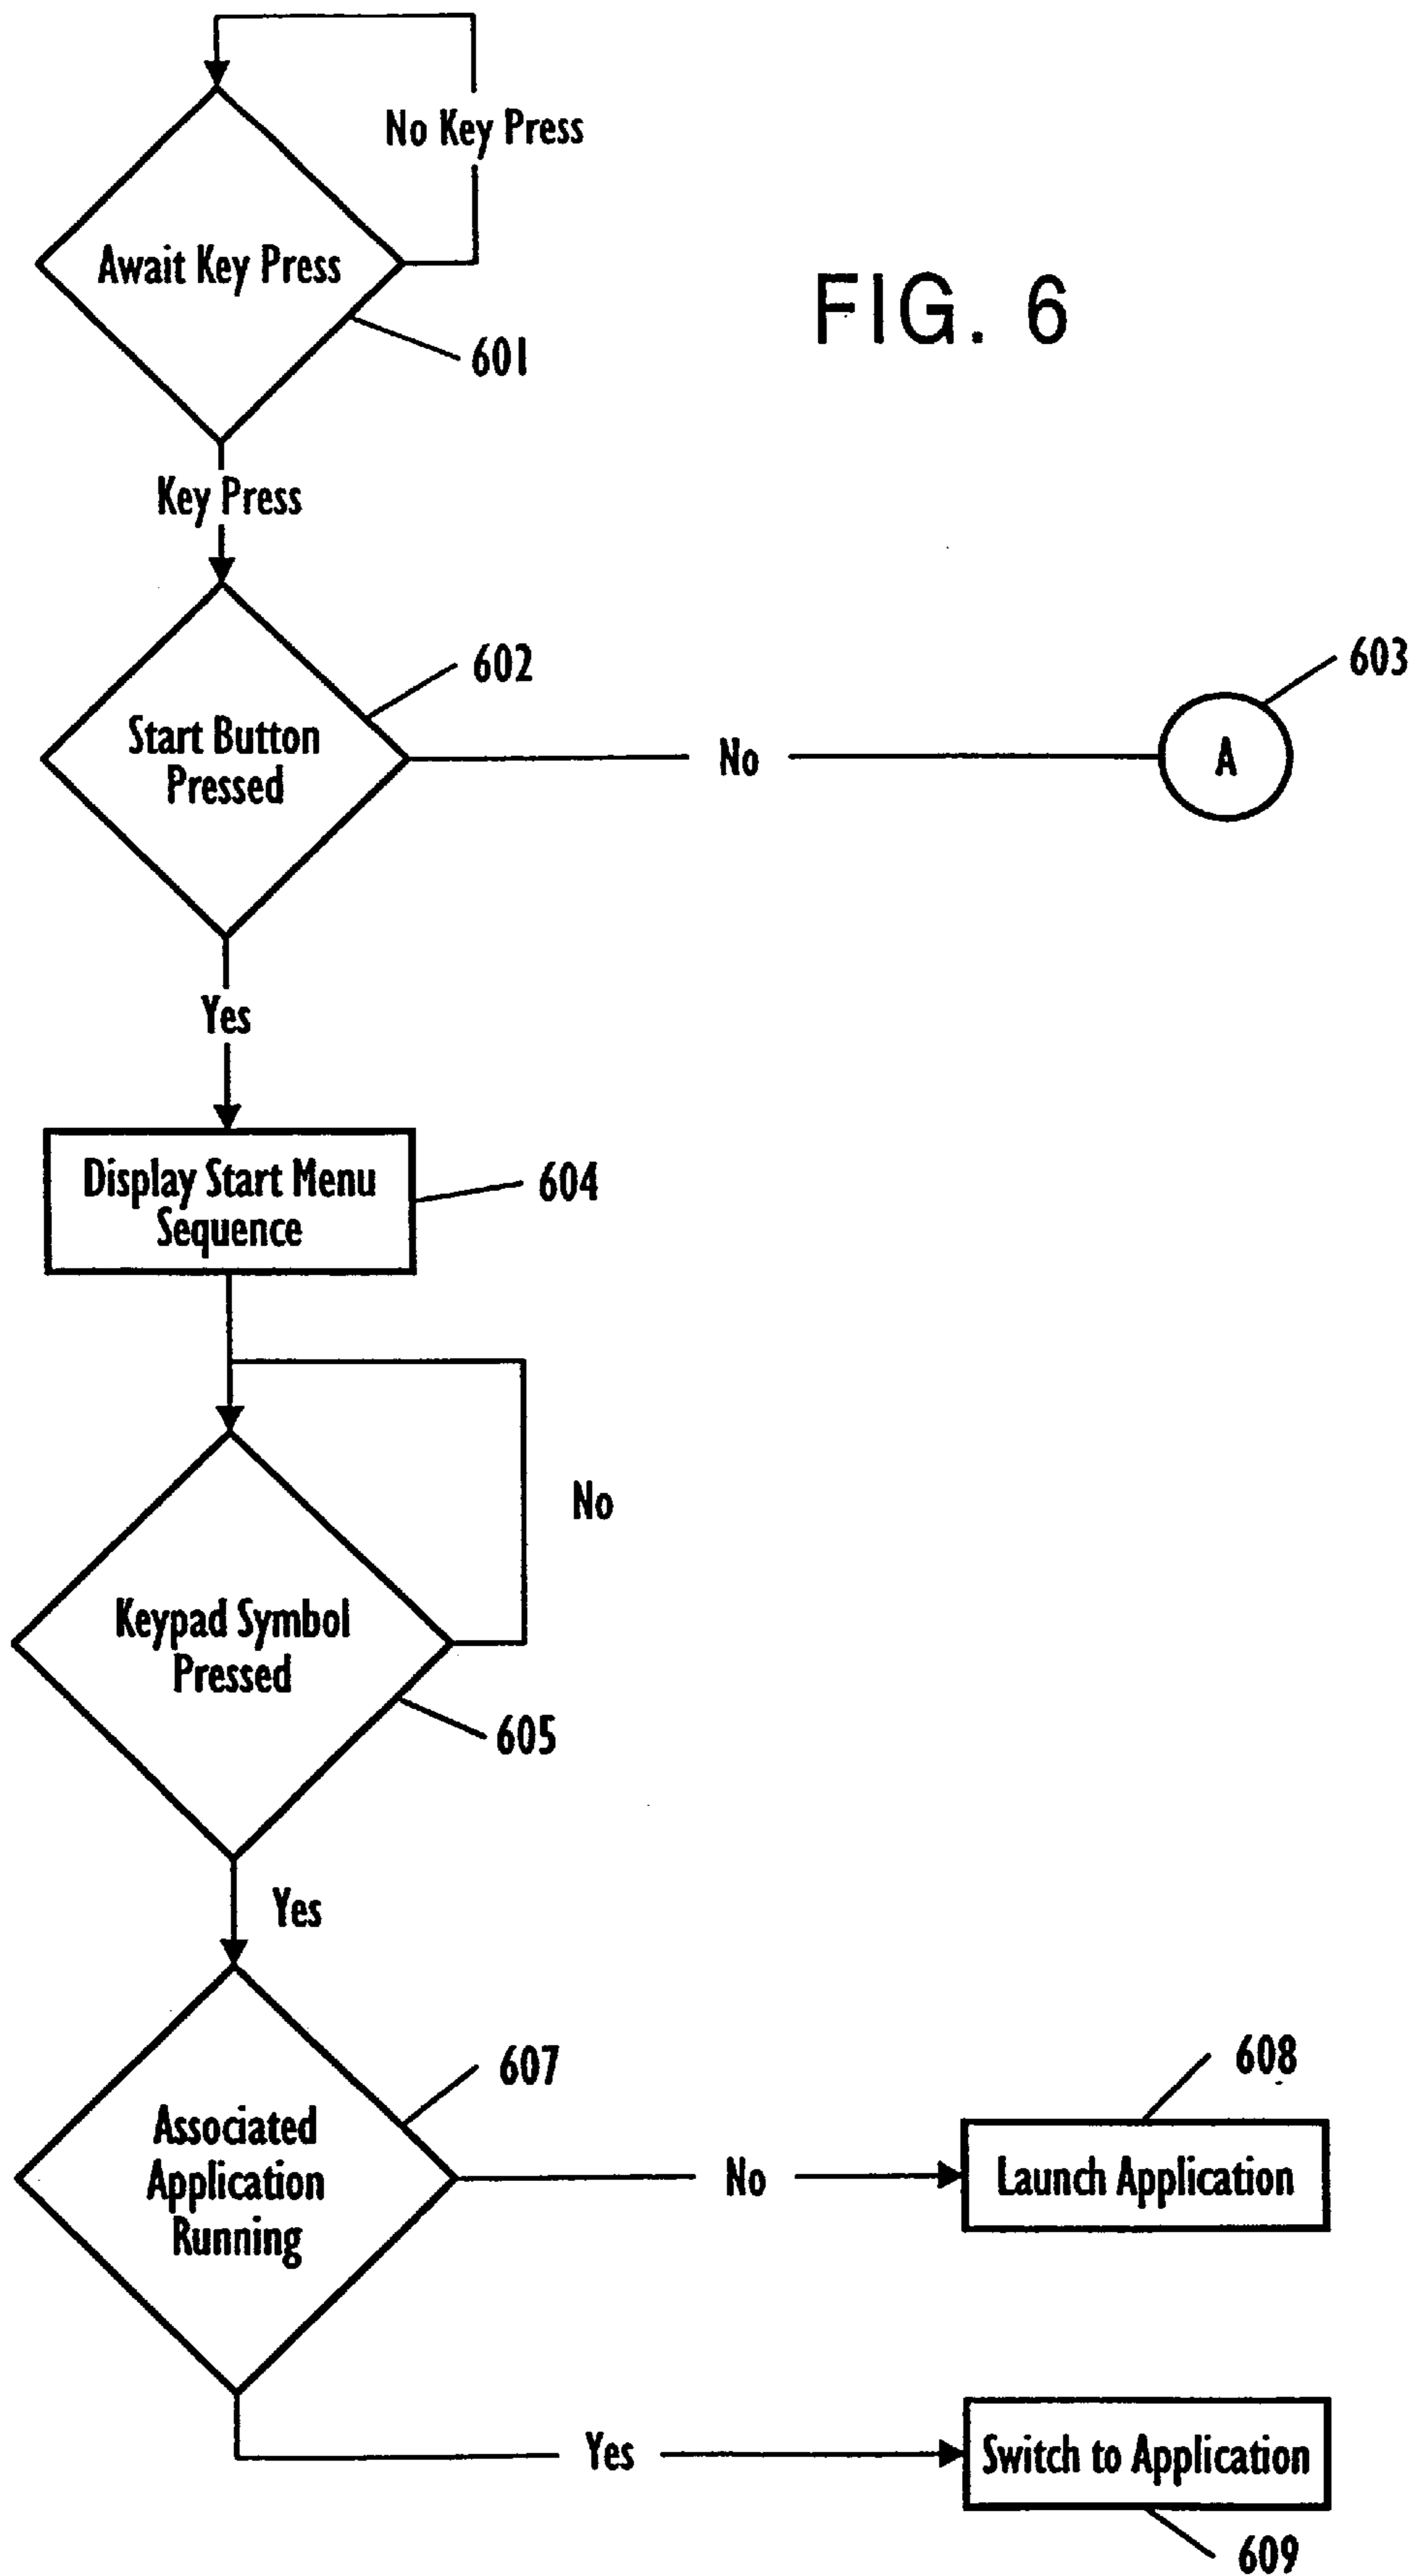 No Key Press
Await Key Press
FIG. 6
601
Key Press
602
603
Start Button
Pressed
No
A
Yes
Display Start Menu
Sequence
604
No
Keypad Symbol
Pressed
605
Yes
607
608
Associated
Application
Running
No
Launch Application
Yes
Switch to Application
609